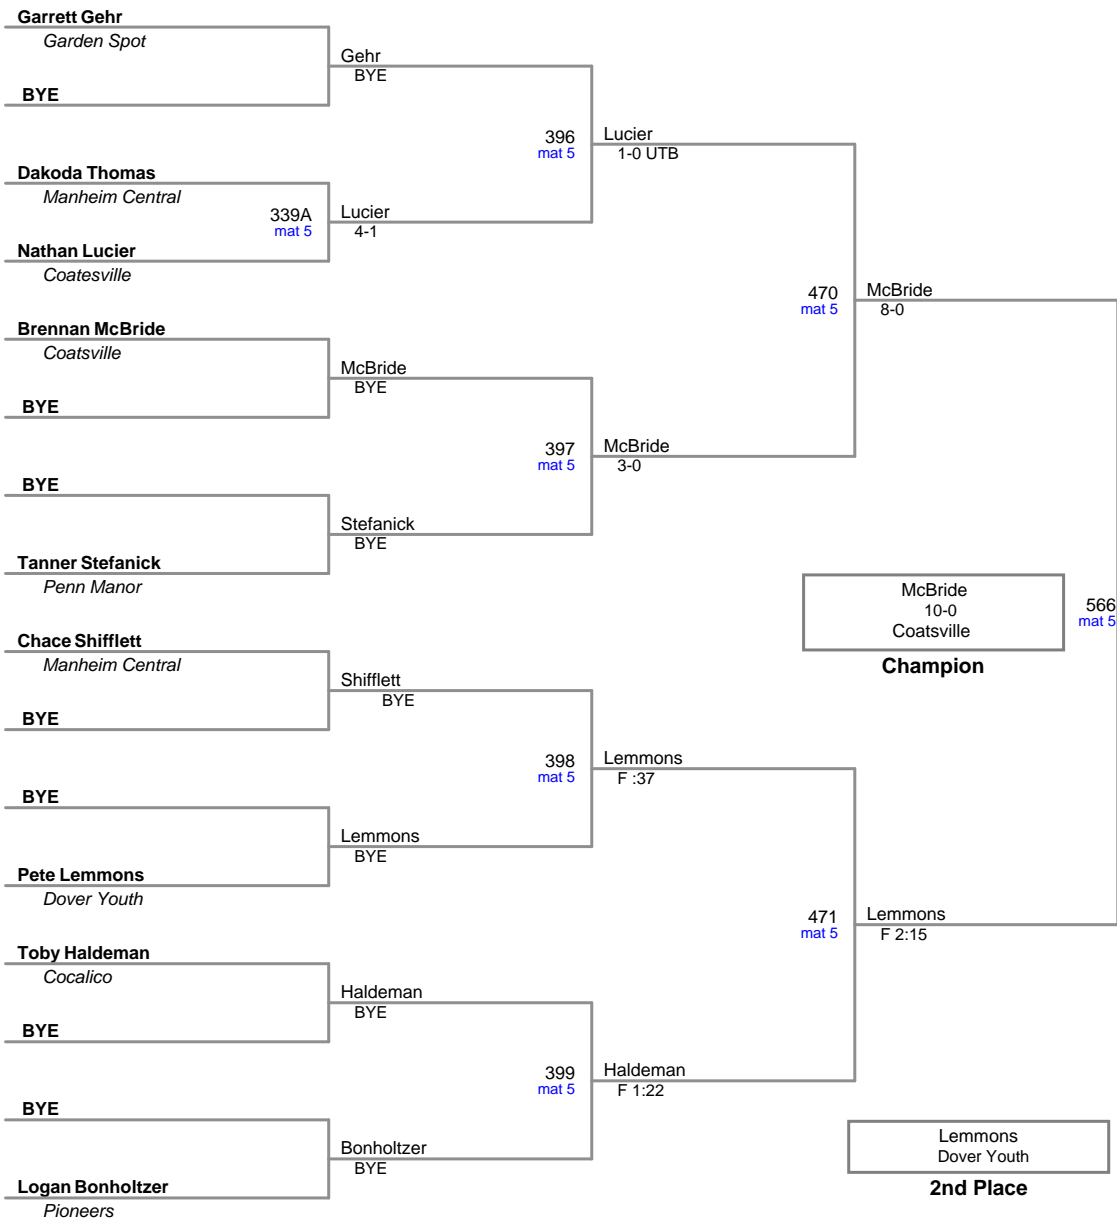 Garrett Gehr
Garden Spot
Gehr
BYE
BYE
396
mat 5
Lucier
1-0 UTB
Dakoda Thomas
Manheim Central
339A
mat 5
Lucier
4-1
Nathan Lucier
Coatesville
470
mat 5
McBride
8-0
Brennan McBride
Coatsville
McBride
BYE
BYE
397
mat 5
McBride
3-0
BYE
Stefanick
BYE
Tanner Stefanick
Penn Manor
McBride
10-0
Coatsville
Champion
566
mat 5
Chace Shifflett
Manheim Central
Shifflett
BYE
BYE
398
mat 5
Lemmons
F :37
BYE
Lemmons
BYE
Pete Lemmons
Dover Youth
471
mat 5
Lemmons
F 2:15
Toby Haldeman
Cocalico
Haldeman
BYE
BYE
399
mat 5
Haldeman
F 1:22
BYE
Bonholtzer
BYE
Logan Bonholtzer
Pioneers
Lemmons
Dover Youth
2nd Place